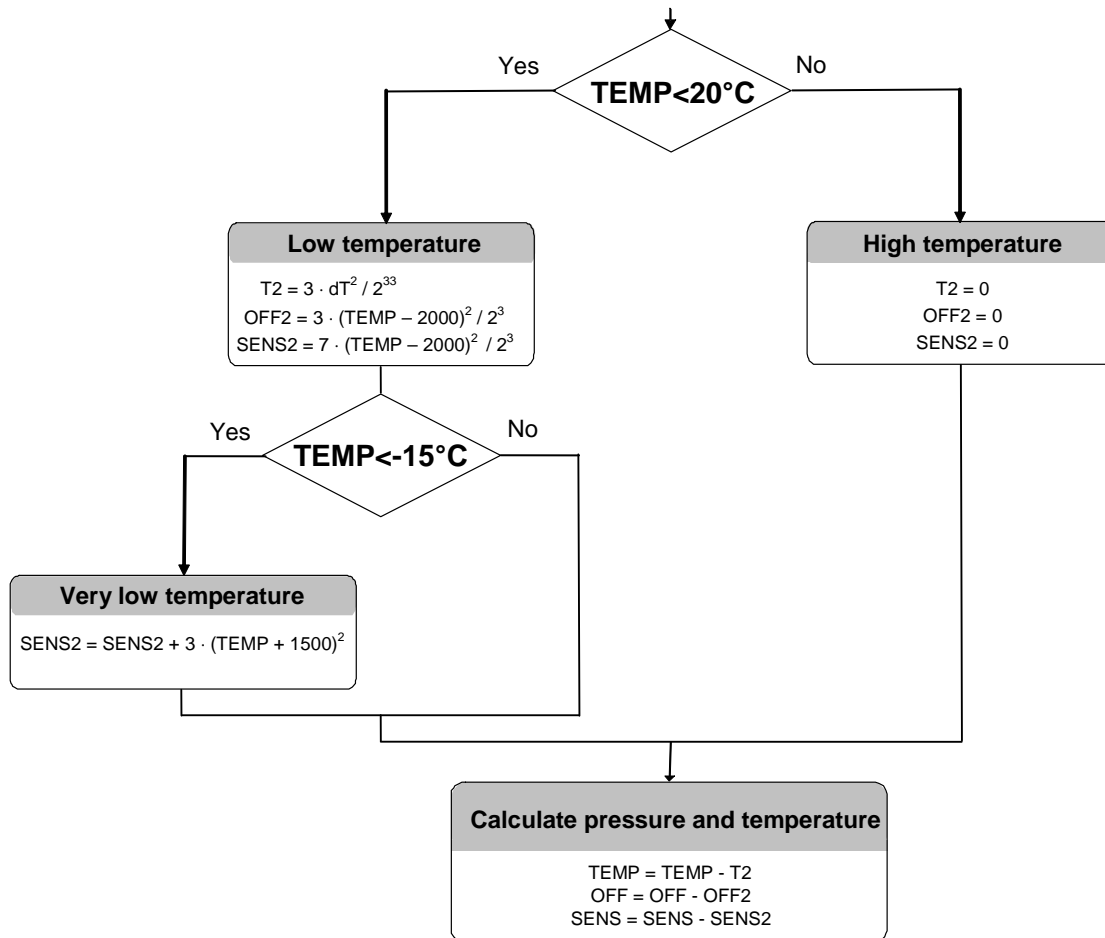 Yes
No
TEMP<20°C
Low temperature
T2 = 3 · dT² / 2³³
OFF2 = 3 · (TEMP – 2000)² / 2³
SENS2 = 7 · (TEMP – 2000)² / 2³
High temperature
T2 = 0
OFF2 = 0
SENS2 = 0
Yes
No
TEMP<-15°C
Very low temperature
SENS2 = SENS2 + 3 · (TEMP + 1500)²
Calculate pressure and temperature
TEMP = TEMP - T2
OFF = OFF - OFF2
SENS = SENS - SENS2